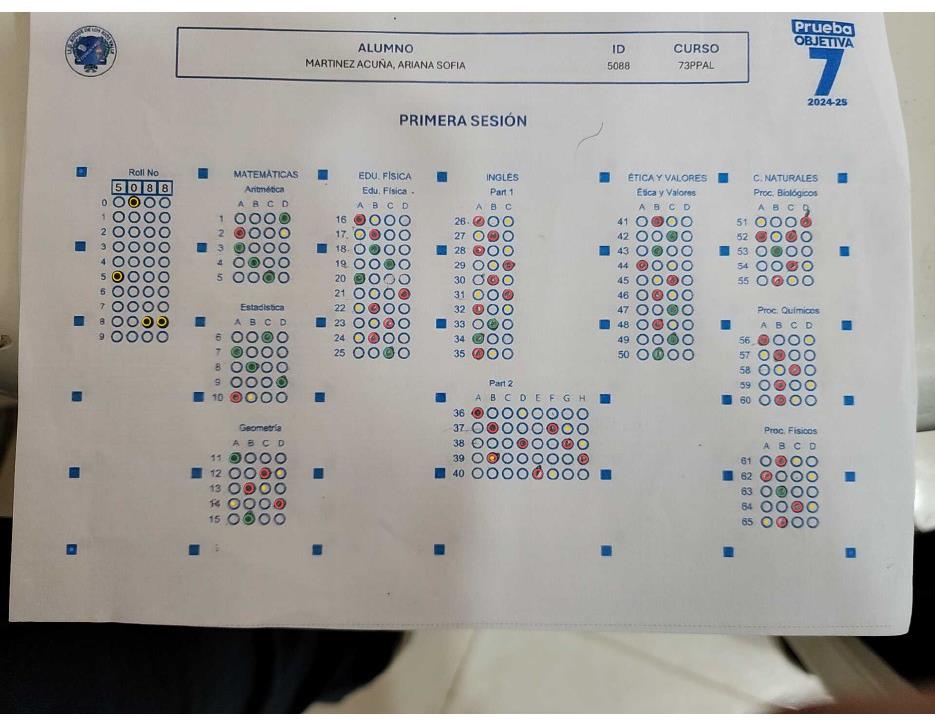 Prueba
OBJETIVA
7
2024-25
ALUMNO ID CURSO
MARTINEZ ACUÑA, ARIANA SOFIA 5088 73PPAL
PRIMERA SESIÓN
Roll No
5 0 8 8
0
1
2
3
4
5
6
7
8
9
MATEMÁTICAS
Aritmética
A B C D
1
2
3
4
5
Estadística
A B C D
6
7
8
9
10
Geometría
A B C D
11
12
13
14
15
EDU. FÍSICA
Edu. Física
A B C D
16
17
18
19
20
21
22
23
24
25
INGLÉS
Part 1
A B C
26
27
28
29
30
31
32
33
34
35
Part 2
A B C D E F G H
36
37
38
39
40
ÉTICA Y VALORES
Ética y Valores
A B C D
41
42
43
44
45
46
47
48
49
50
C. NATURALES
Proc. Biológicos
A B C D
51
52
53
54
55
Proc. Químicos
A B C D
56
57
58
59
60
Proc. Físicos
A B C D
61
62
63
64
65